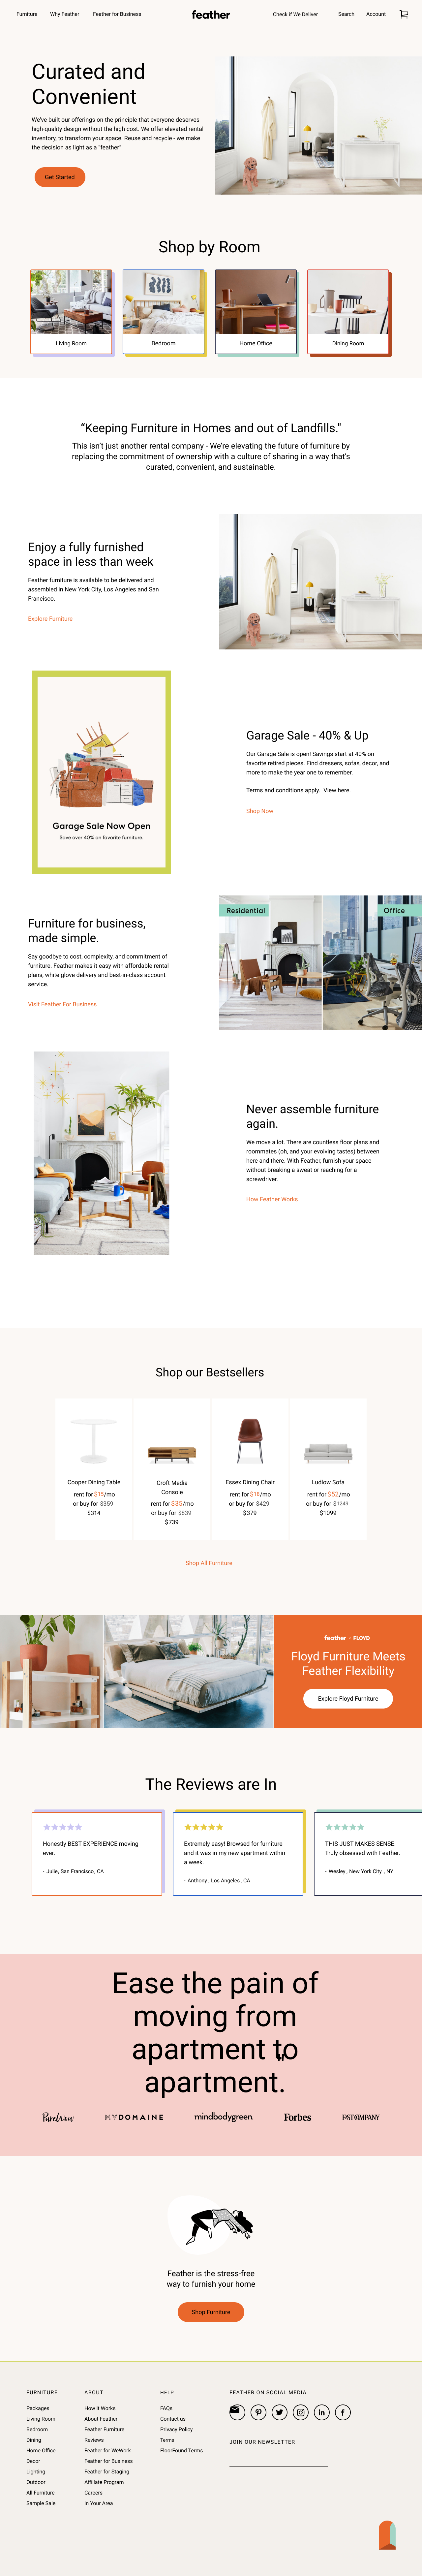 Furniture
Why Feather
Feather for Business
feather
Check if We Deliver
Search
Account
Curated and
Convenient
We've built our offerings on the principle that everyone deserves
high-quality design without the high cost. We offer elevated rental
inventory, to transform your space. Reuse and recycle - we make
the decision as light as a "feather"
Get Started
Shop by Room
Living Room
Bedroom
Home Office
Dining Room
“Keeping Furniture in Homes and out of Landfills."
This isn't just another rental company - We're elevating the future of furniture by
replacing the commitment of ownership with a culture of sharing in a way that's
curated, convenient, and sustainable.
Enjoy a fully furnished
space in less than week
Feather furniture is available to be delivered and
assembled in New York City, Los Angeles and San
Francisco.
Explore Furniture
Garage Sale Now Open
Save over 40% on favorite furniture.
Garage Sale - 40% & Up
Our Garage Sale is open! Savings start at 40% on
favorite retired pieces. Find dressers, sofas, decor, and
more to make the year one to remember.
Terms and conditions apply. View here.
Shop Now
Furniture for business,
made simple.
Say goodbye to cost, complexity, and commitment of
furniture. Feather makes it easy with affordable rental
plans, white glove delivery and best-in-class account
service.
Visit Feather For Business
Residential
Office
Never assemble furniture
again.
We move a lot. There are countless floor plans and
roommates (oh, and your evolving tastes) between
here and there. With Feather, furnish your space
without breaking a sweat or reaching for a
screwdriver.
How Feather Works
Shop our Bestsellers
Cooper Dining Table
rent for $15/mo
or buy for $359
$314
Croft Media
Console
rent for $35/mo
or buy for $839
$739
Essex Dining Chair
rent for $18/mo
or buy for $429
$379
Ludlow Sofa
rent for $52/mo
or buy for $1249
$1099
Shop All Furniture
feather + FLOYD
Floyd Furniture Meets
Feather Flexibility
Explore Floyd Furniture
The Reviews are In
Honestly BEST EXPERIENCE moving
ever.
- Julie, San Francisco, CA
Extremely easy! Browsed for furniture
and it was in my new apartment within
a week.
- Anthony , Los Angeles , CA
THIS JUST MAKES SENSE.
Truly obsessed with Feather.
- Wesley , New York City , NY
Ease the pain of
moving from
apartment to
apartment.
PureWow
MYDOMAINE
mindbodygreen
Forbes
FAST COMPANY
Feather is the stress-free
way to furnish your home
Shop Furniture
FURNITURE
Packages
Living Room
Bedroom
Dining
Home Office
Decor
Lighting
Outdoor
All Furniture
Sample Sale
ABOUT
How it Works
About Feather
Feather Furniture
Reviews
Feather for WeWork
Feather for Business
Feather for Staging
Affiliate Program
Careers
In Your Area
HELP
FAQs
Contact us
Privacy Policy
Terms
FloorFound Terms
FEATHER ON SOCIAL MEDIA
JOIN OUR NEWSLETTER